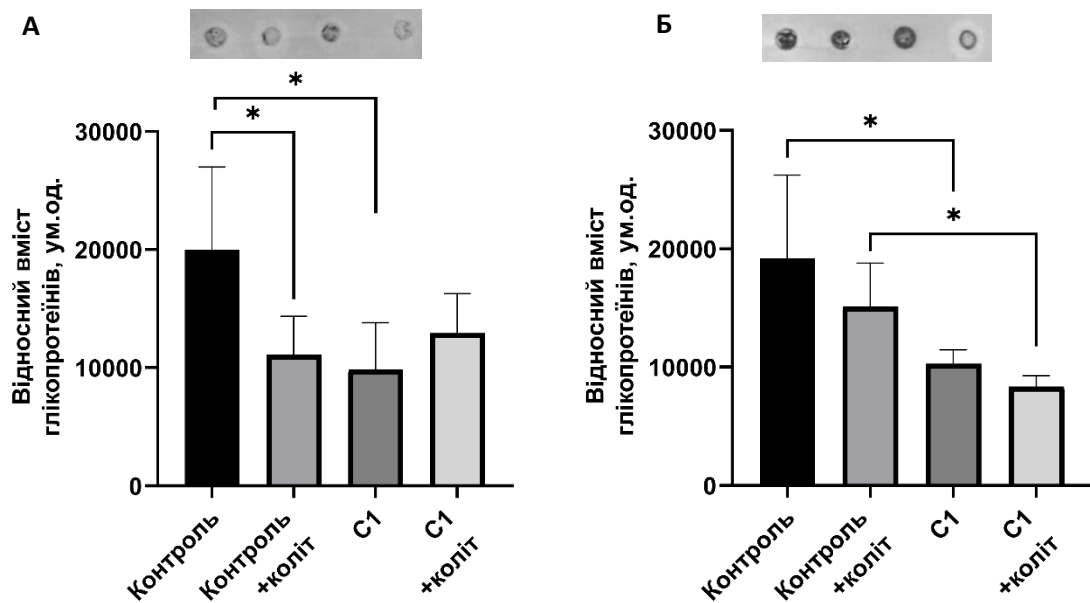 А
*
*
30000
20000
10000
0
Відносний вміст
глікопротеїнів, ум.од.
Контроль
Контроль
+коліт
С1
С1
+коліт
Б
*
*
30000
20000
10000
0
Відносний вміст
глікопротеїнів, ум.од.
Контроль
Контроль
+коліт
С1
С1
+коліт